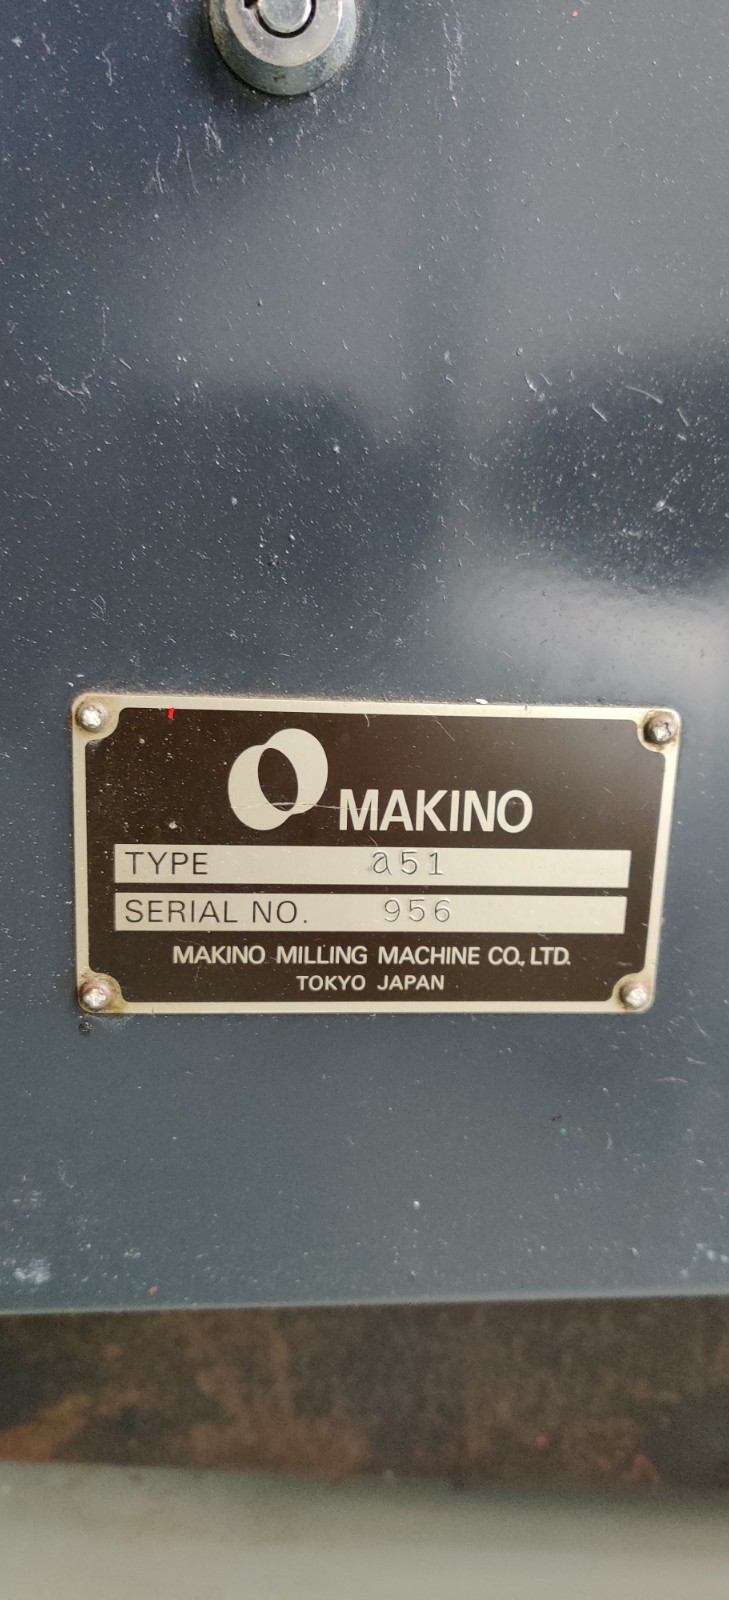 MAKINO
TYPE a51
SERIAL NO. 956
MAKINO MILLING MACHINE CO., LTD.
TOKYO JAPAN